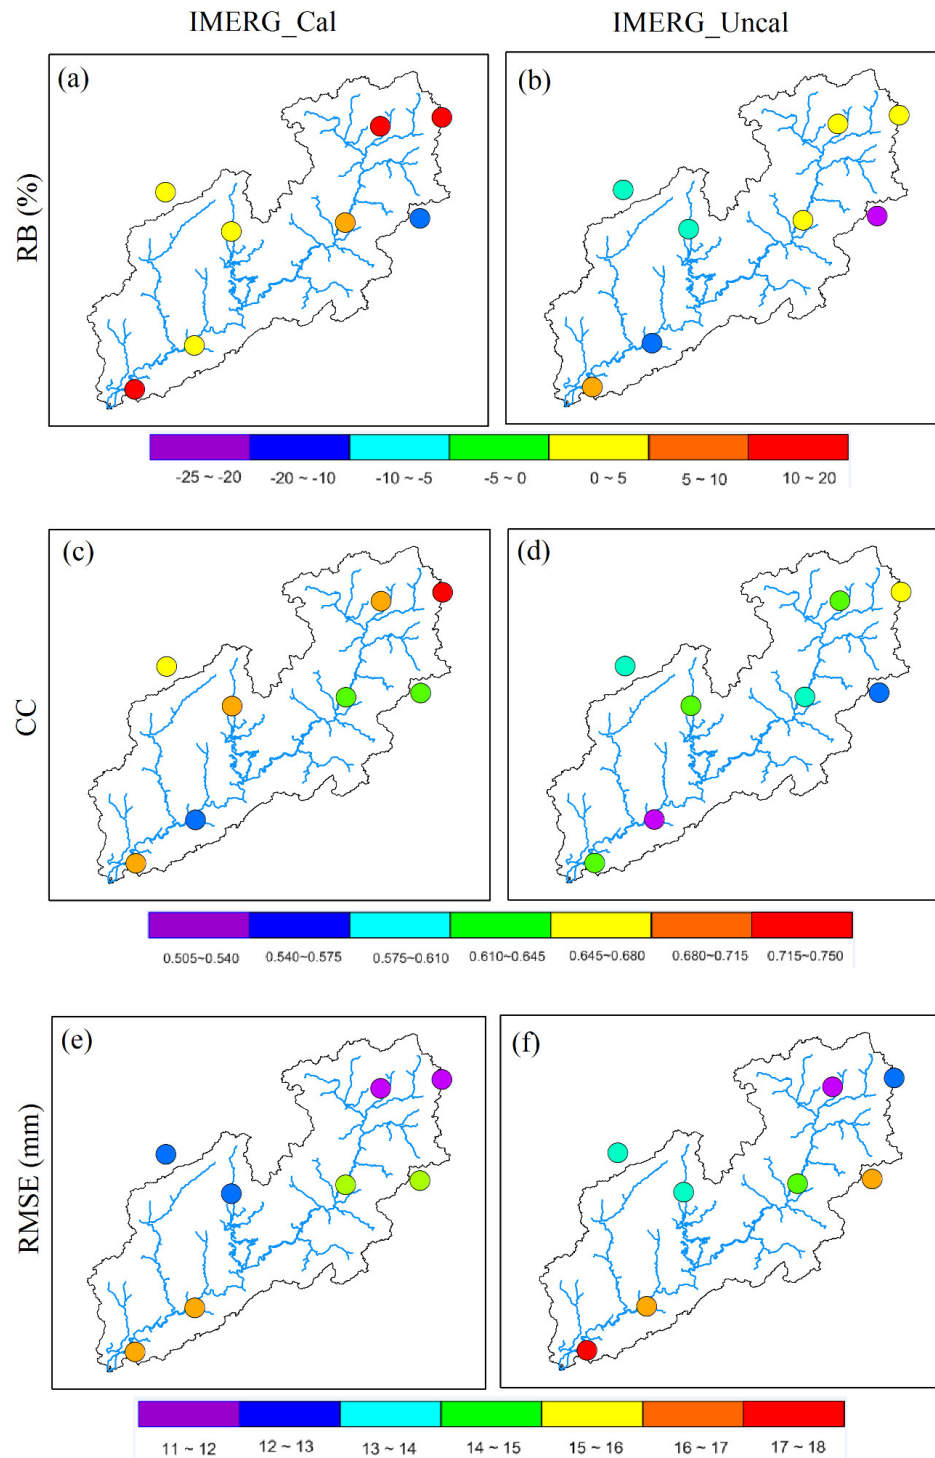 IMERG_Cal
IMERG_Uncal
(a)
(b)
RB (%)
-25 ~ -20
-20 ~ -10
-10 ~ -5
-5 ~ 0
0 ~ 5
5 ~ 10
10 ~ 20
(c)
(d)
CC
0.505~0.540
0.540~0.575
0.575~0.610
0.610~0.645
0.645~0.680
0.680~0.715
0.715~0.750
(e)
(f)
RMSE (mm)
11 ~ 12
12 ~ 13
13 ~ 14
14 ~ 15
15 ~ 16
16 ~ 17
17 ~ 18